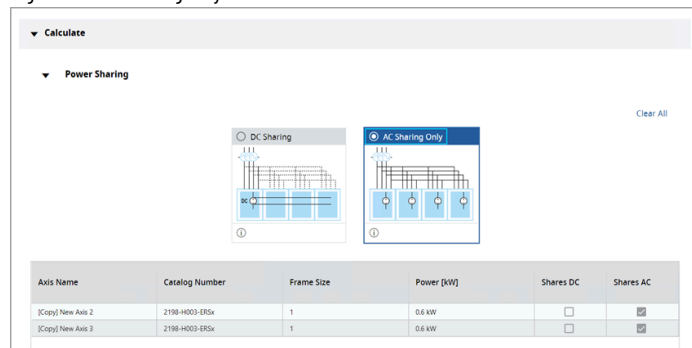 Calculate
Power Sharing
Clear All
DC Sharing
AC Sharing Only
DC
Axis Name Catalog Number Frame Size Power [kW] Shares DC Shares AC
[Copy] New Axis 2 2198-H003-ERSx 1 0.6 kW
[Copy] New Axis 3 2198-H003-ERSx 1 0.6 kW